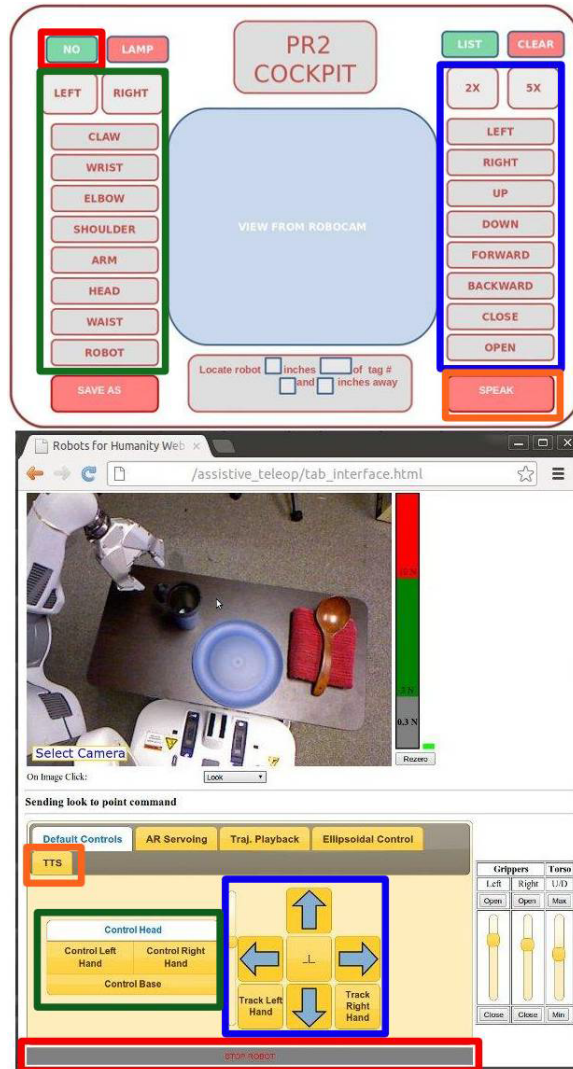 NO LAMP
PR2
COCKPIT
LIST CLEAR
LEFT RIGHT
CLAW
WRIST
ELBOW
SHOULDER
ARM
HEAD
WAIST
ROBOT
SAVE AS
VIEW FROM ROBOCAM
Locate robot inches of tag #
and inches away
2X 5X
LEFT
RIGHT
UP
DOWN
FORWARD
BACKWARD
CLOSE
OPEN
SPEAK
Robots for Humanity Web
/assistive_teleop/tab_interface.html
0.3 N
Select Camera
Rezero
On Image Click: Look
Sending look to point command
Default Controls AR Servoing Traj. Playback Ellipsoidal Control
TTS
Control Head
Control Left Hand
Control Right Hand
Control Base
Track Left Hand
Track Right Hand
Grippers Torso
Left Right U/D
Open Open Max
Close Close Min
STOP ROBOT